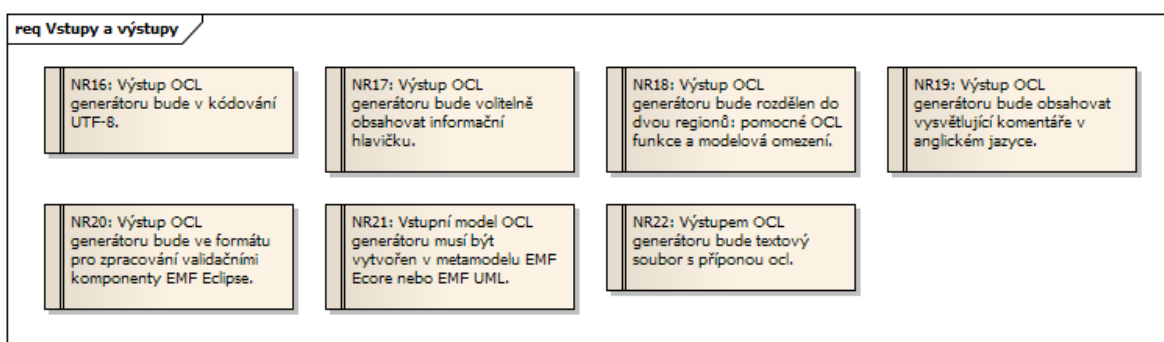 req Vstupy a výstupy
NR16: Výstup OCL
generátoru bude v kódování
UTF-8.
NR17: Výstup OCL
generátoru bude volitelně
obsahovat informační
hlavičku.
NR18: Výstup OCL
generátoru bude rozdělen do
dvou regionů: pomocné OCL
funkce a modelová omezení.
NR19: Výstup OCL
generátoru bude obsahovat
vysvětlující komentáře v
anglickém jazyce.
NR20: Výstup OCL
generátoru bude ve formátu
pro zpracování validačními
komponenty EMF Eclipse.
NR21: Vstupní model OCL
generátoru musí být
vytvořen v metamodelu EMF
Ecore nebo EMF UML.
NR22: Výstupem OCL
generátoru bude textový
soubor s příponou ocl.